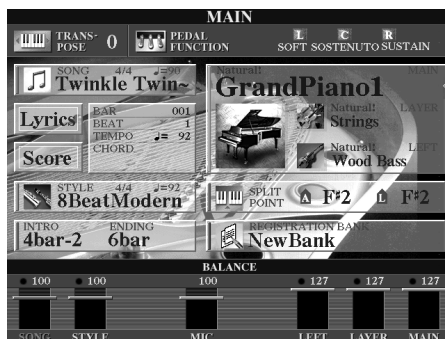 MAIN
TRANS-
POSE 0
PEDAL
FUNCTION
L C R
SOFT SOSTENUTO SUSTAIN
SONG 4/4 ♩=90
Twinkle Twin~
Natural! MAIN
GrandPiano1
Lyrics
BAR 001
BEAT 1
TEMPO ♩= 92
CHORD
Natural! LAYER
Strings
Score
Natural! LEFT
Wood Bass
STYLE 4/4 ♩=92
8BeatModern
SPLIT
POINT A F♯2 L F♯2
INTRO ENDING
4bar-2 6bar
REGISTRATION BANK
NewBank
BALANCE
100 100 100 127 127 127
SONG STYLE MIC LEFT LAYER MAIN